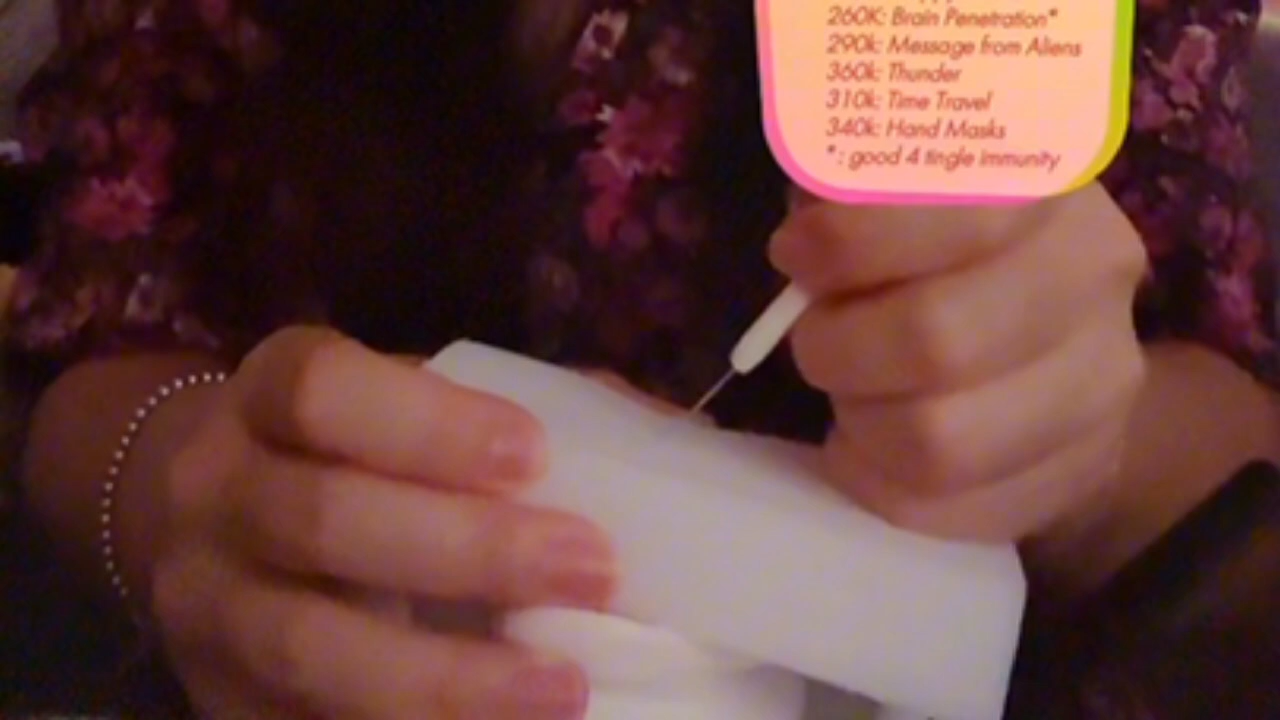 260K: Brain Penetration*
290k: Message from Aliens
360k: Thunder
310k: Time Travel
340k: Hand Masks
*: good 4 tingle immunity